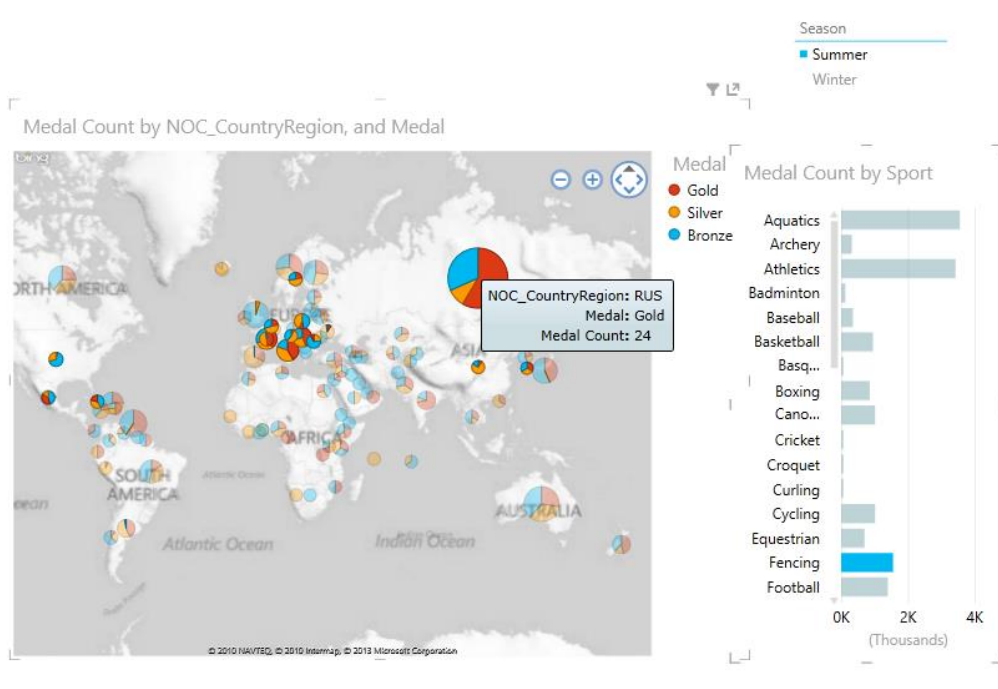 Season
Summer
Winter
Medal Count by NOC_CountryRegion, and Medal
bing
Medal
Gold
Silver
Bronze
NOC_CountryRegion: RUS
Medal: Gold
Medal Count: 24
ASIA
AFRICA
SOUTH
AMERICA
AUSTRALIA
Atlantic Ocean
Atlantic Ocean
Indian Ocean
© 2010 NAVTEQ, © 2010 Intermap, © 2013 Microsoft Corporation
Medal Count by Sport
Aquatics
Archery
Athletics
Badminton
Baseball
Basketball
Basq...
Boxing
Cano...
Cricket
Croquet
Curling
Cycling
Equestrian
Fencing
Football
0K 2K 4K
(Thousands)